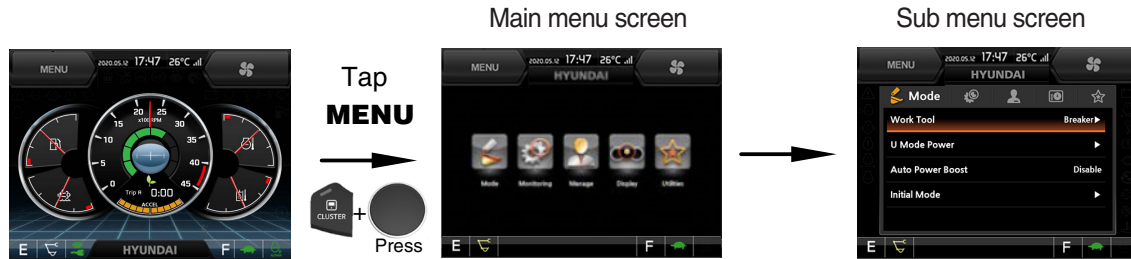 Main menu screen
Sub menu screen
MENU
2020.05.12 17:47 26°C
20 25
x100 RPM
15 30
10 35
5 40
0 45
Trip A 0:00
ACCEL
E HYUNDAI F
Tap
MENU
CLUSTER
+
Press
MENU
2020.05.12 17:47 26°C
HYUNDAI
Mode Monitoring Manage Display Utilities
E F
MENU
2020.05.12 17:47 26°C
HYUNDAI
Mode
Work Tool Breaker▶
U Mode Power ▶
Auto Power Boost Disable
Initial Mode ▶
E F